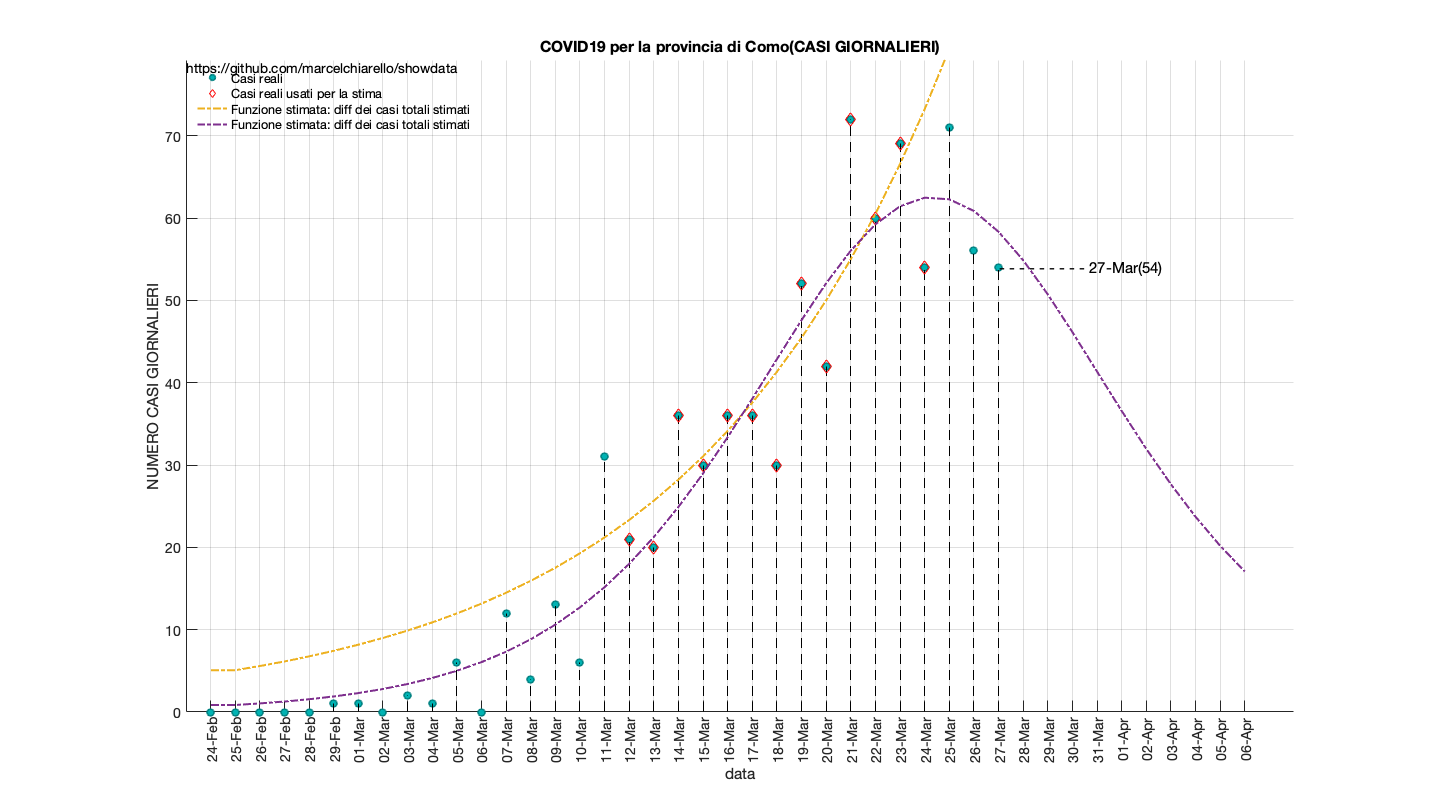 COVID19 per la provincia di Como(CASI GIORNALIERI)
https://github.com/marcelchiarello/showdata
Casi reali
Casi reali usati per la stima
Funzione stimata: diff dei casi totali stimati
Funzione stimata: diff dei casi totali stimati
NUMERO CASI GIORNALIERI
70
60
50
40
30
20
10
0
27-Mar(54)
24-Feb
25-Feb
26-Feb
27-Feb
28-Feb
29-Feb
01-Mar
02-Mar
03-Mar
04-Mar
05-Mar
06-Mar
07-Mar
08-Mar
09-Mar
10-Mar
11-Mar
12-Mar
13-Mar
14-Mar
15-Mar
16-Mar
17-Mar
18-Mar
19-Mar
20-Mar
21-Mar
22-Mar
23-Mar
24-Mar
25-Mar
26-Mar
27-Mar
28-Mar
29-Mar
30-Mar
31-Mar
01-Apr
02-Apr
03-Apr
04-Apr
05-Apr
06-Apr
data